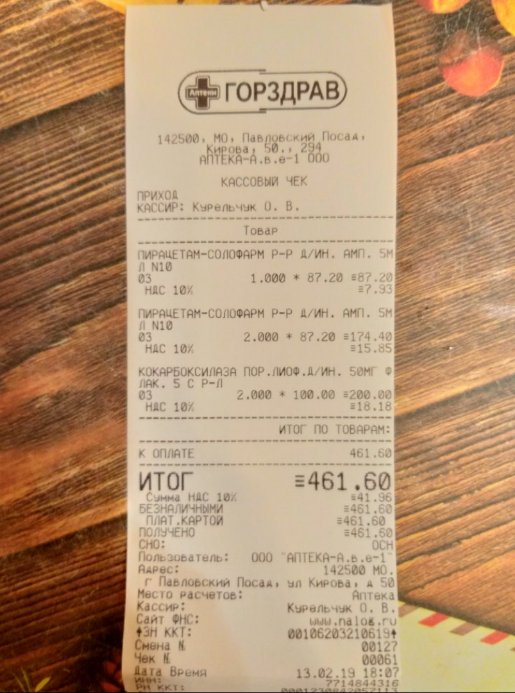 Аптеки ГОРЗДРАВ
142500, МО, Павловский Посад,
Кирова, 50., 294
АПТЕКА-А.в.е-1 ООО
КАССОВЫЙ ЧЕК
ПРИХОД
КАССИР: Курельчук О. В.
Товар
ПИРАЦЕТАМ-СОЛОФАРМ Р-Р Д/ИН. АМП. 5М
Л N10
03 1.000 * 87.20 ≡87.20
НДС 10% ≡7.93
ПИРАЦЕТАМ-СОЛОФАРМ Р-Р Д/ИН. АМП. 5М
Л N10
03 2.000 * 87.20 ≡174.40
НДС 10% ≡15.85
КОКАРБОКСИЛАЗА ПОР.ЛИОФ.Д/ИН. 50МГ Ф
ЛАК. 5 С Р-Л
03 2.000 * 100.00 ≡200.00
НДС 10% ≡18.18
ИТОГ ПО ТОВАРАМ:
К ОПЛАТЕ 461.60
ИТОГ ≡461.60
Сумма НДС 10% ≡41.96
БЕЗНАЛИЧНЫМИ ≡461.60
ПЛАТ.КАРТОЙ ≡461.60
ПОЛУЧЕНО ≡461.60
СНО: ОСН
Пользователь: ООО "АПТЕКА-А.в.е-1"
Адрес: 142500 МО.
г Павловский Посад, ул Кирова, д 50
Место расчетов: Аптека
Кассир: Курельчук О. В.
Сайт ФНС: www.nalog.ru
ЗН ККТ: 00106203210619
Смена № 00127
Чек № 00061
Дата Время 13.02.19 18:07
ИНН: 7714844316
РН ККТ: